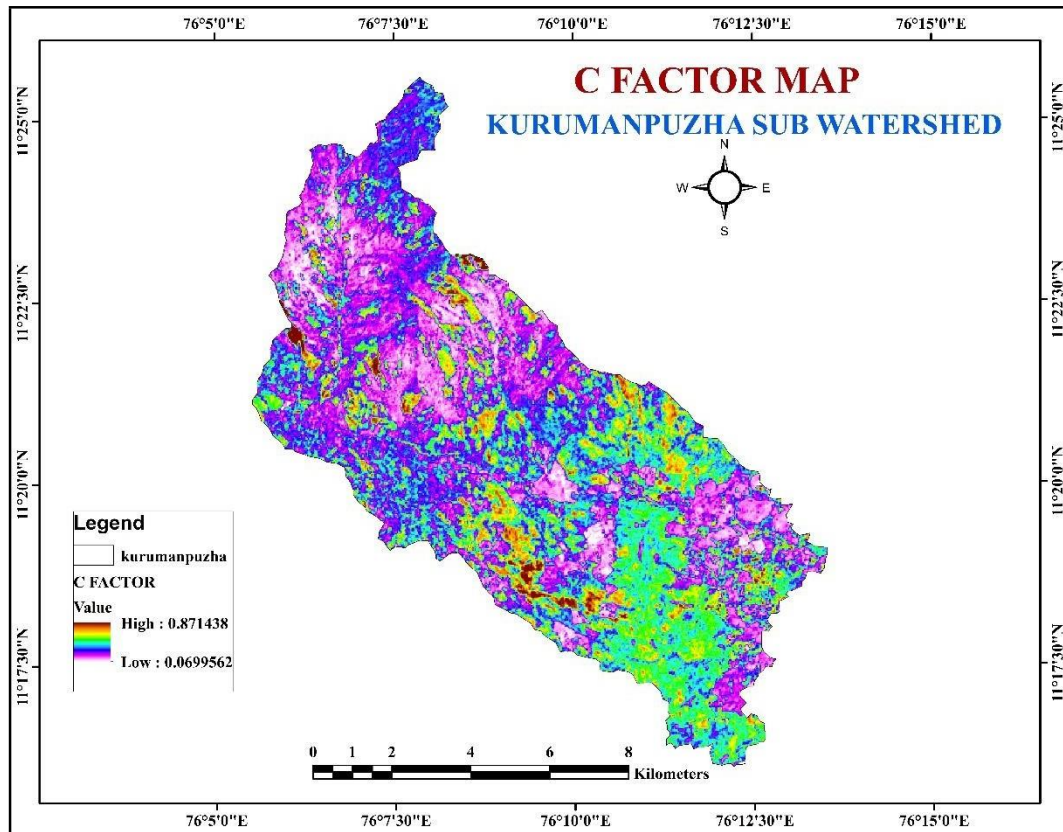 76°5'0"E 76°7'30"E 76°10'0"E 76°12'30"E 76°15'0"E
C FACTOR MAP
KURUMANPUZHA SUB WATERSHED
N
W E
S
11°25'0"N 11°25'0"N
11°22'30"N 11°22'30"N
11°20'0"N 11°20'0"N
11°17'30"N 11°17'30"N
Legend
kurumanpuzha
C FACTOR
Value
High : 0.871438
Low : 0.0699562
0 1 2 4 6 8
Kilometers
76°5'0"E 76°7'30"E 76°10'0"E 76°12'30"E 76°15'0"E